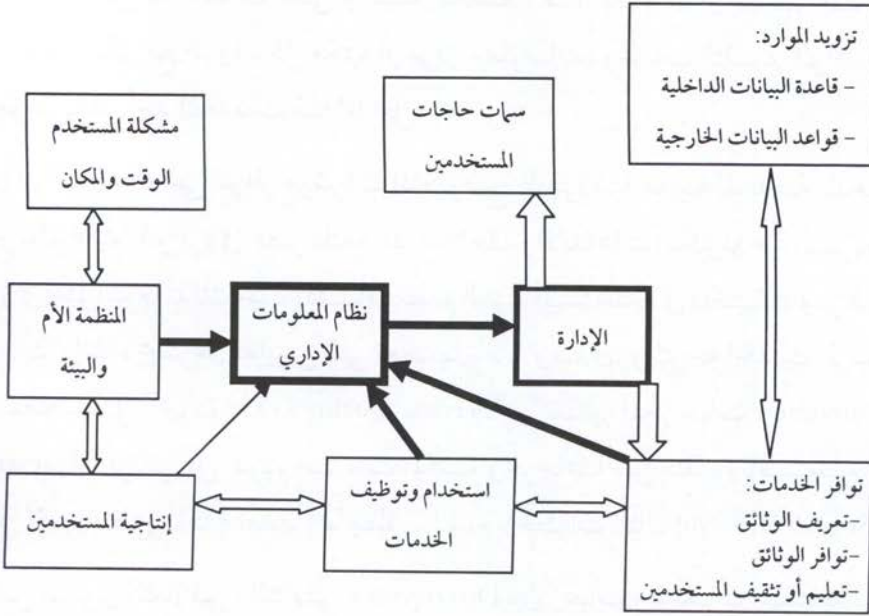 تزويد الموارد:
– قاعدة البيانات الداخلية
– قواعد البيانات الخارجية
سمات حاجات
المستخدمين
مشكلة المستخدم
الوقت والمكان
المنظمة الأم
والبيئة
نظام المعلومات
الإداري
الإدارة
توافر الخدمات:
–تعريف الوثائق
–توافر الوثائق
–تعليم أو تثقيف المستخدمين
استخدام وتوظيف
الخدمات
إنتاجية المستخدمين